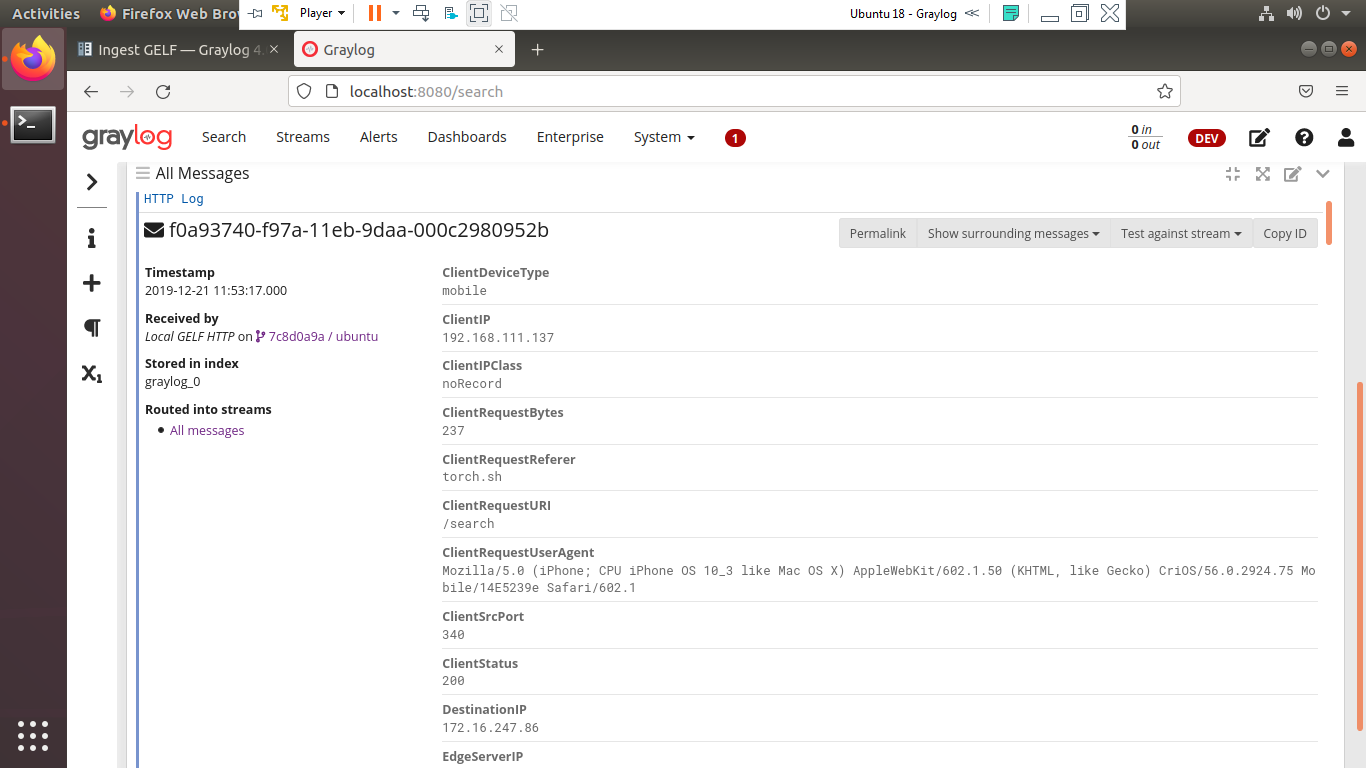 Activities
Firefox Web Bro
Player
Ubuntu 18 - Graylog
Ingest GELF — Graylog 4.
Graylog
localhost:8080/search
graylog
Search
Streams
Alerts
Dashboards
Enterprise
System
1
0 in
0 out
DEV
All Messages
HTTP Log
f0a93740-f97a-11eb-9daa-000c2980952b
Permalink
Show surrounding messages
Test against stream
Copy ID
Timestamp
2019-12-21 11:53:17.000
Received by
Local GELF HTTP on 7c8d0a9a / ubuntu
Stored in index
graylog_0
Routed into streams
All messages
ClientDeviceType
mobile
ClientIP
192.168.111.137
ClientIPClass
noRecord
ClientRequestBytes
237
ClientRequestReferer
torch.sh
ClientRequestURI
/search
ClientRequestUserAgent
Mozilla/5.0 (iPhone; CPU iPhone OS 10_3 like Mac OS X) AppleWebKit/602.1.50 (KHTML, like Gecko) CriOS/56.0.2924.75 Mo
bile/14E5239e Safari/602.1
ClientSrcPort
340
ClientStatus
200
DestinationIP
172.16.247.86
EdgeServerIP